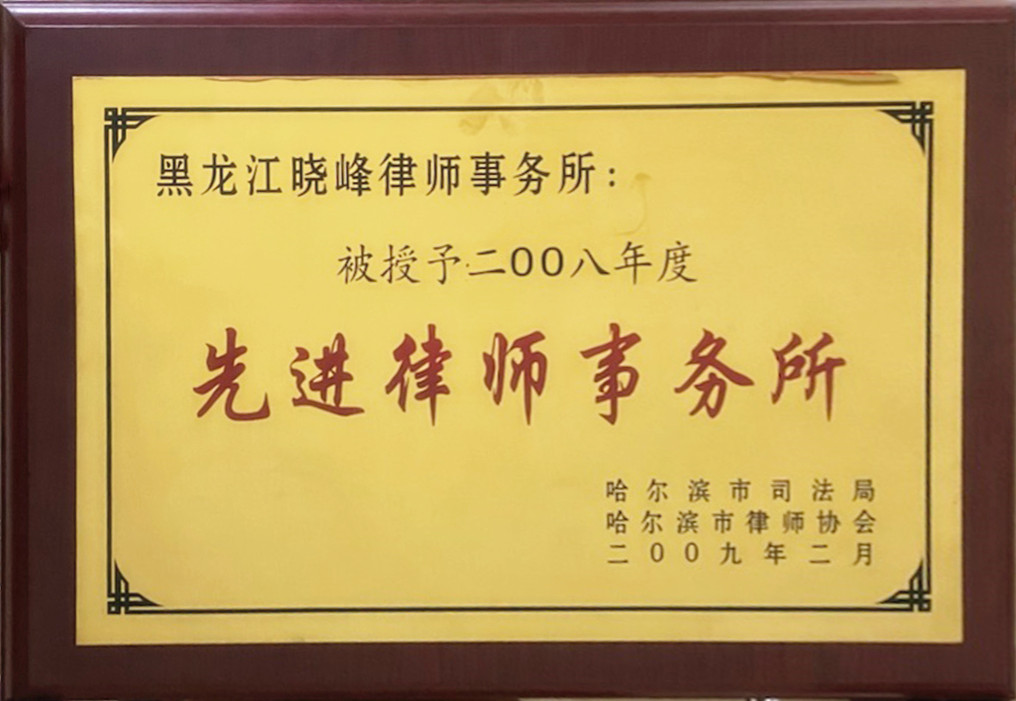 黑龙江晓峰律师事务所：
被授予二00八年度
先进律师事务所
哈尔滨市司法局
哈尔滨市律师协会
二00九年二月